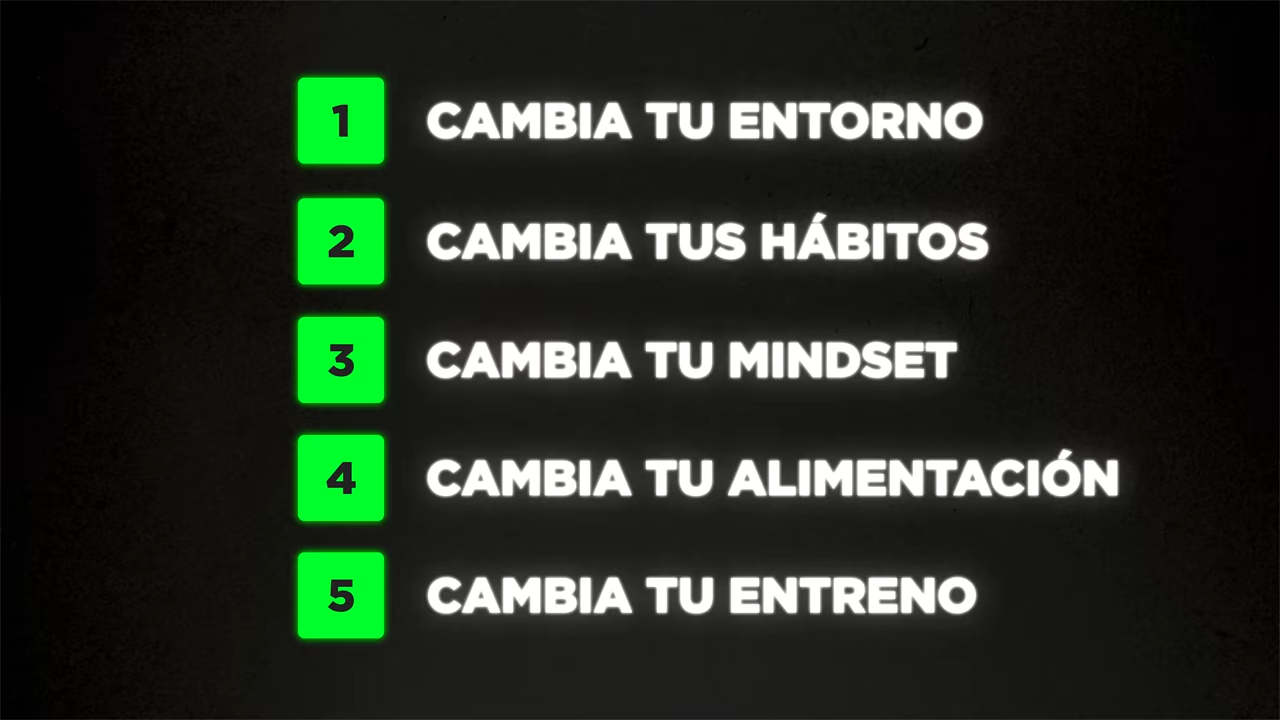 1 CAMBIA TU ENTORNO
2 CAMBIA TUS HÁBITOS
3 CAMBIA TU MINDSET
4 CAMBIA TU ALIMENTACIÓN
5 CAMBIA TU ENTRENO